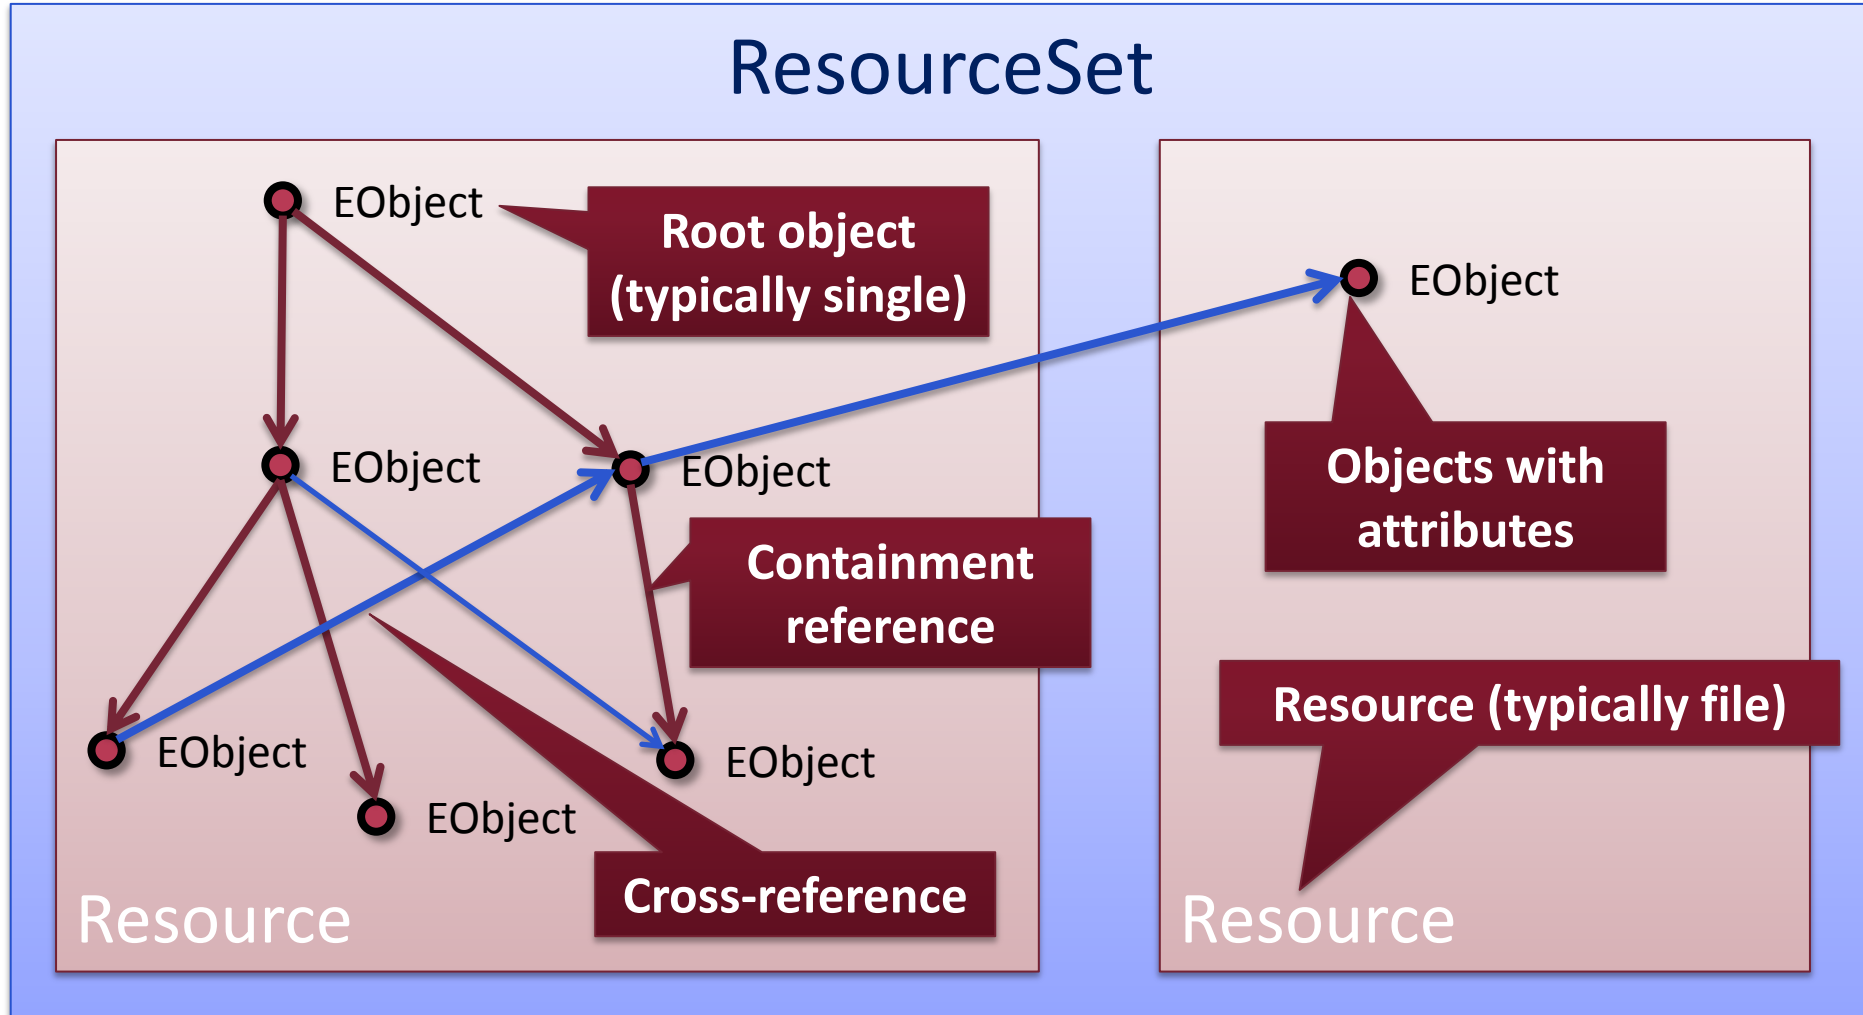 ResourceSet
EObject
Root object
(typically single)
EObject
EObject
EObject
Objects with
attributes
Containment
reference
Resource (typically file)
EObject
EObject
EObject
Cross-reference
Resource
Resource